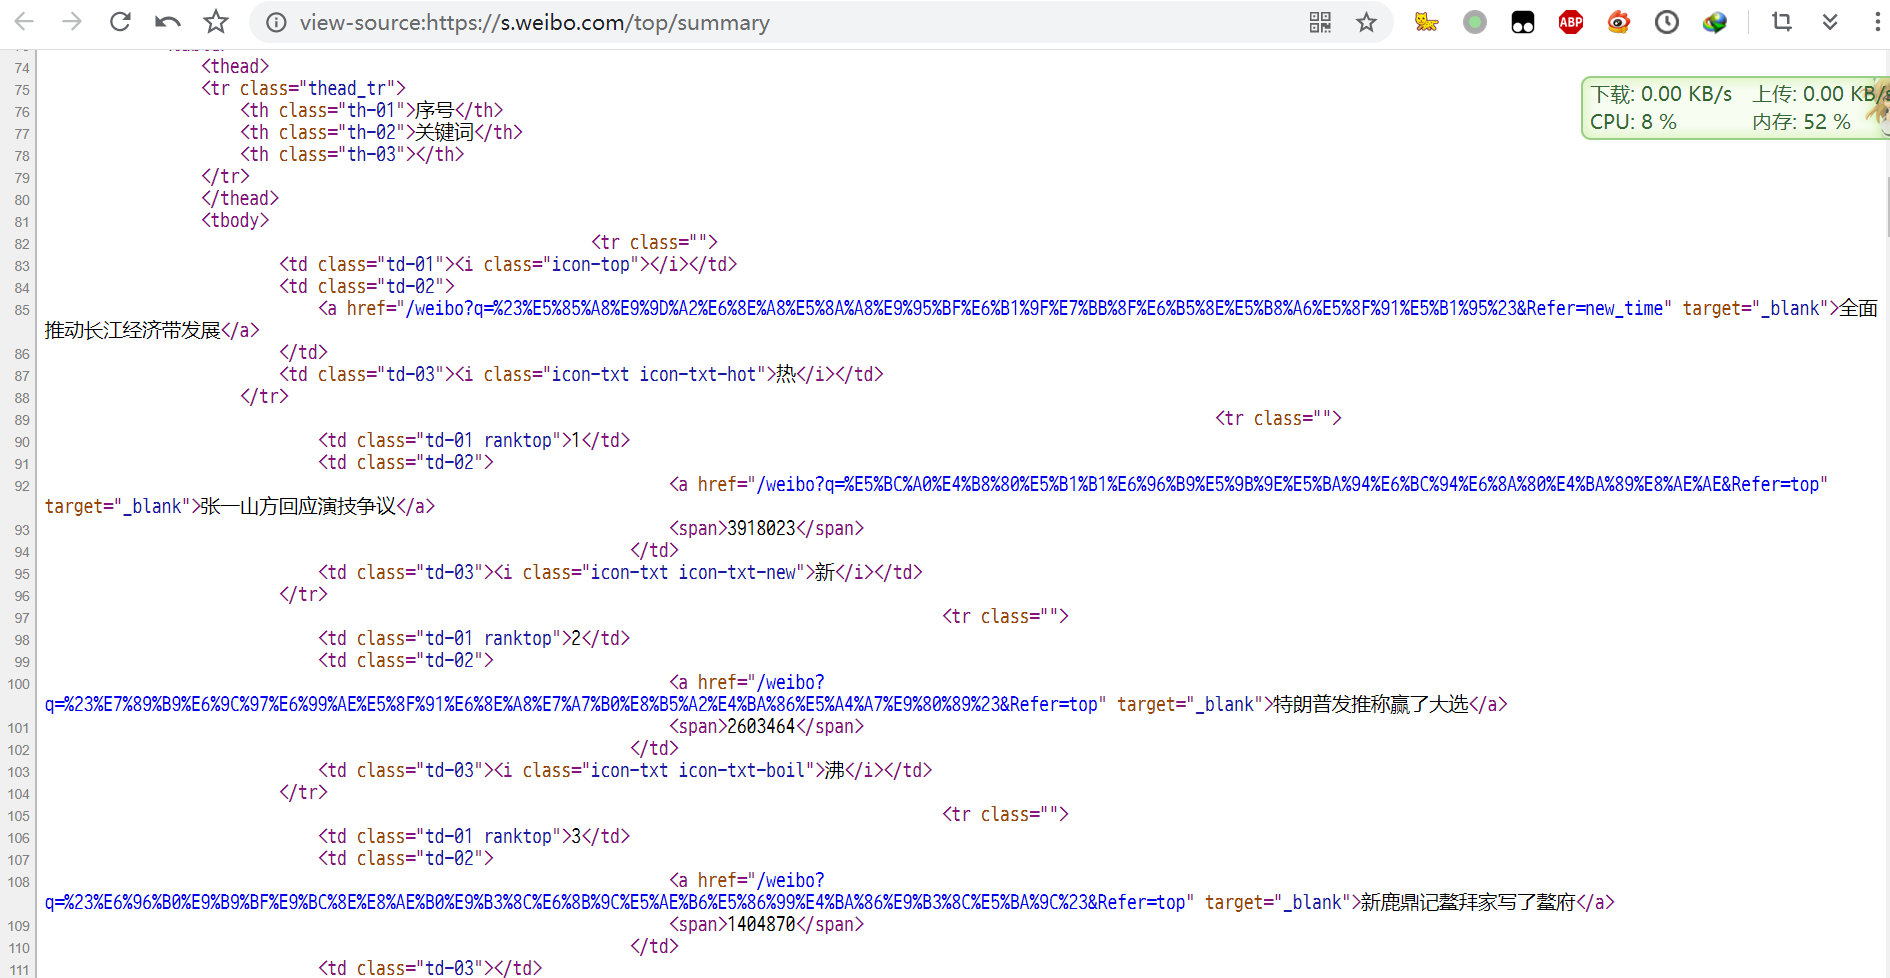 view-source:https://s.weibo.com/top/summary
ABP
下载: 0.00 KB/s 上传: 0.00 KB/s
CPU: 8 % 内存: 52 %
74 <thead>
75 <tr class="thead_tr">
76 <th class="th-01">序号</th>
77 <th class="th-02">关键词</th>
78 <th class="th-03"></th>
79 </tr>
80 </thead>
81 <tbody>
82 <tr class="">
83 <td class="td-01"><i class="icon-top"></i></td>
84 <td class="td-02">
85 <a href="/weibo?q=%23%E5%85%A8%E9%9D%A2%E6%8E%A8%E5%8A%A8%E9%95%BF%E6%B1%9F%E7%BB%8F%E6%B5%8E%E5%B8%A6%E5%8F%91%E5%B1%95%23&Refer=new_time" target="_blank">全面
推动长江经济带发展</a>
86 </td>
87 <td class="td-03"><i class="icon-txt icon-txt-hot">热</i></td>
88 </tr>
89 <tr class="">
90 <td class="td-01 ranktop">1</td>
91 <td class="td-02">
92 <a href="/weibo?q=%E5%BC%A0%E4%B8%80%E5%B1%B1%E6%96%B9%E5%9B%9E%E5%BA%94%E6%BC%94%E6%8A%80%E4%BA%89%E8%AE%AE&Refer=top"
target="_blank">张一山方回应演技争议</a>
93 <span>3918023</span>
94 </td>
95 <td class="td-03"><i class="icon-txt icon-txt-new">新</i></td>
96 </tr>
97 <tr class="">
98 <td class="td-01 ranktop">2</td>
99 <td class="td-02">
100 <a href="/weibo?
q=%23%E7%89%B9%E6%9C%97%E6%99%AE%E5%8F%91%E6%8E%A8%E7%A7%B0%E8%B5%A2%E4%BA%86%E5%A4%A7%E9%80%89%23&Refer=top" target="_blank">特朗普发推称赢了大选</a>
101 <span>2603464</span>
102 </td>
103 <td class="td-03"><i class="icon-txt icon-txt-boil">沸</i></td>
104 </tr>
105 <tr class="">
106 <td class="td-01 ranktop">3</td>
107 <td class="td-02">
108 <a href="/weibo?
q=%23%E6%96%B0%E9%B9%BF%E9%BC%8E%E8%AE%B0%E9%B3%8C%E6%8B%9C%E5%AE%B6%E5%86%99%E4%BA%86%E9%B3%8C%E5%BA%9C%23&Refer=top" target="_blank">新鹿鼎记鳌拜家写了鳌府</a>
109 <span>1404870</span>
110 </td>
111 <td class="td-03"></td>